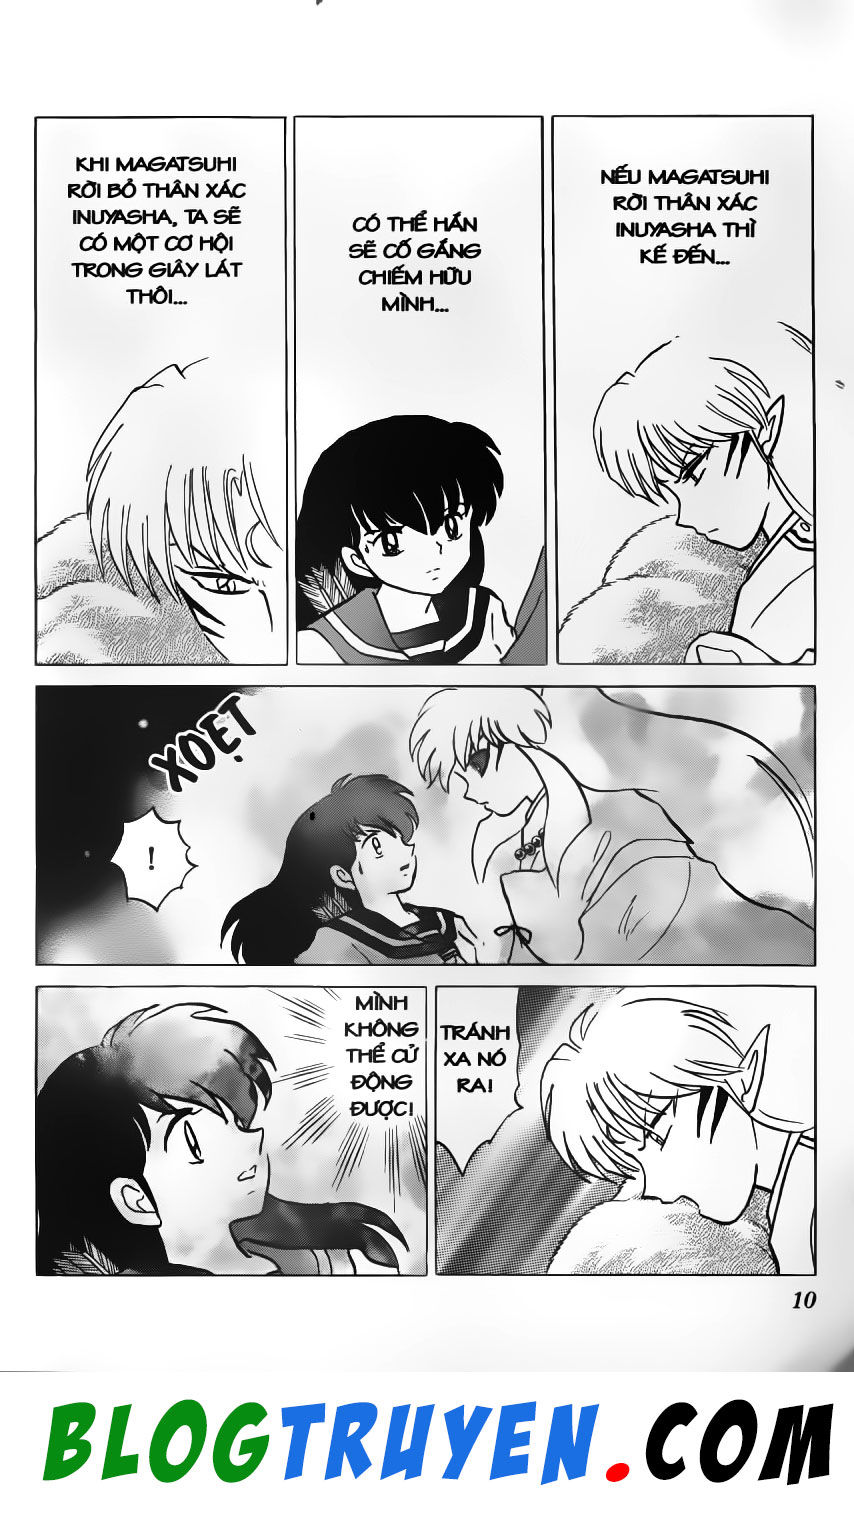 NẾU MAGATSUHI
RỜI THÂN XÁC
INUYASHA THÌ
KẾ ĐẾN...
CÓ THỂ HẮN
SẼ CỐ GẮNG
CHIẾM HỮU
MÌNH...
KHI MAGATSUHI
RỜI BỎ THÂN XÁC
INUYASHA, TA SẼ
CÓ MỘT CƠ HỘI
TRONG GIÂY LÁT
THÔI...
XOẸT
!
TRÁNH
XA NÓ
RA!
MÌNH
KHÔNG
THỂ CỬ
ĐỘNG
ĐƯỢC!
10
BLOGTRUYEN.COM